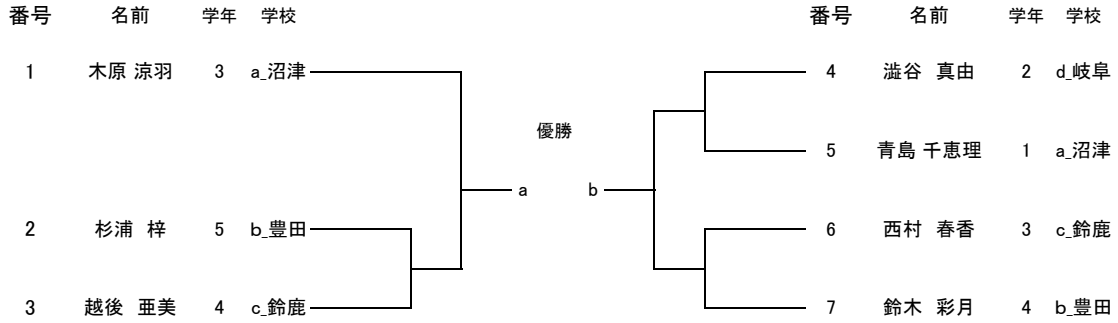 番号 名前 学年 学校 番号 名前 学年 学校
1 木原 涼羽 3 a_沼津 4 澁谷 真由 2 d_岐阜
優勝
5 青島 千恵理 1 a_沼津
a b
2 杉浦 梓 5 b_豊田 6 西村 春香 3 c_鈴鹿
3 越後 亜美 4 c_鈴鹿 7 鈴木 彩月 4 b_豊田